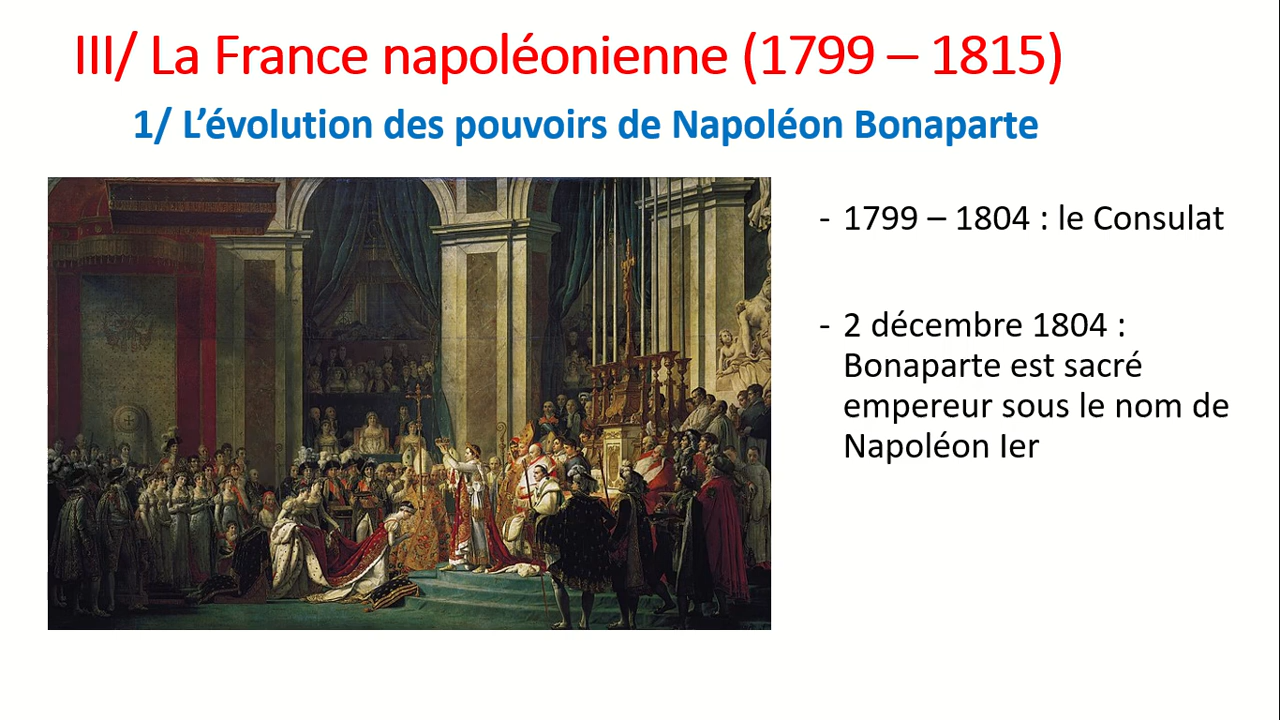 III/ La France napoléonienne (1799 – 1815)
1/ L’évolution des pouvoirs de Napoléon Bonaparte
- 1799 – 1804 : le Consulat
- 2 décembre 1804 :
Bonaparte est sacré
empereur sous le nom de
Napoléon Ier